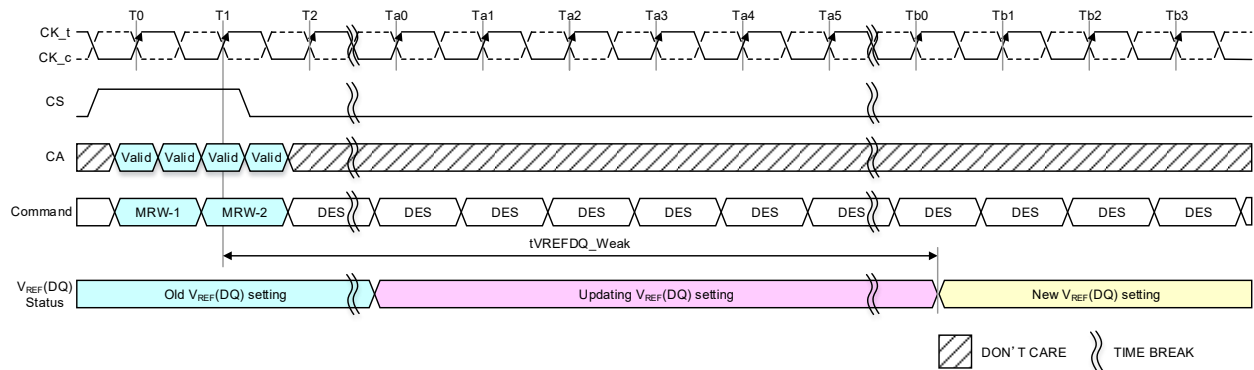 T0 T1 T2 Ta0 Ta1 Ta2 Ta3 Ta4 Ta5 Tb0 Tb1 Tb2 Tb3
CK_t
CK_c
CS
CA Valid Valid Valid Valid
Command MRW-1 MRW-2 DES DES DES DES DES DES DES DES DES DES DES
tVREFDQ_Weak
VREF(DQ) Status Old VREF(DQ) setting Updating VREF(DQ) setting New VREF(DQ) setting
DON'T CARE TIME BREAK